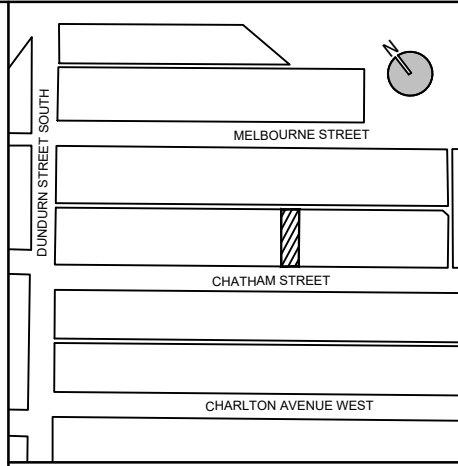 N
MELBOURNE STREET
DUNDURN STREET SOUTH
CHATHAM STREET
CHARLTON AVENUE WEST